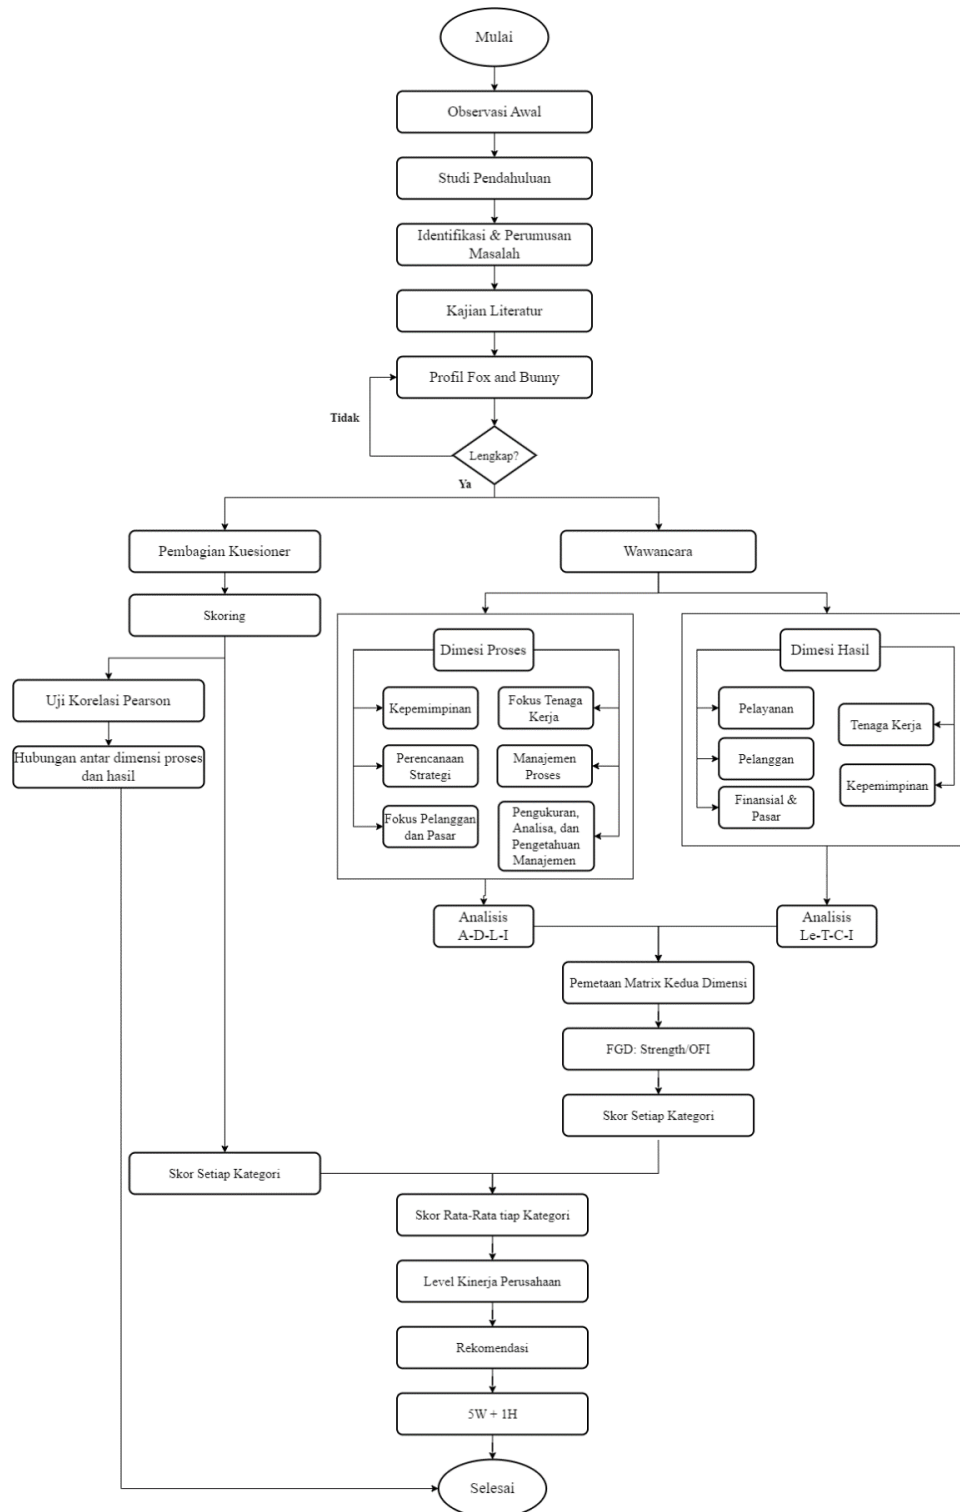 Mulai
Observasi Awal
Studi Pendahuluan
Identifikasi & Perumusan
Masalah
Kajian Literatur
Profil Fox and Bunny
Tidak
Lengkap?
Ya
Pembagian Kuesioner
Wawancara
Skoring
Dimesi Proses
Dimesi Hasil
Uji Korelasi Pearson
Kepemimpinan
Fokus Tenaga
Kerja
Pelayanan
Tenaga Kerja
Hubungan antar dimensi proses
dan hasil
Perencanaan
Strategi
Manajemen
Proses
Pelanggan
Kepemimpinan
Fokus Pelanggan
dan Pasar
Pengukuran,
Analisa, dan
Pengetahuan
Manajemen
Finansial &
Pasar
Analisis
A-D-L-I
Analisis
Le-T-C-I
Pemetaan Matrix Kedua Dimensi
FGD: Strength/OFI
Skor Setiap Kategori
Skor Setiap Kategori
Skor Rata-Rata tiap Kategori
Level Kinerja Perusahaan
Rekomendasi
5W + 1H
Selesai